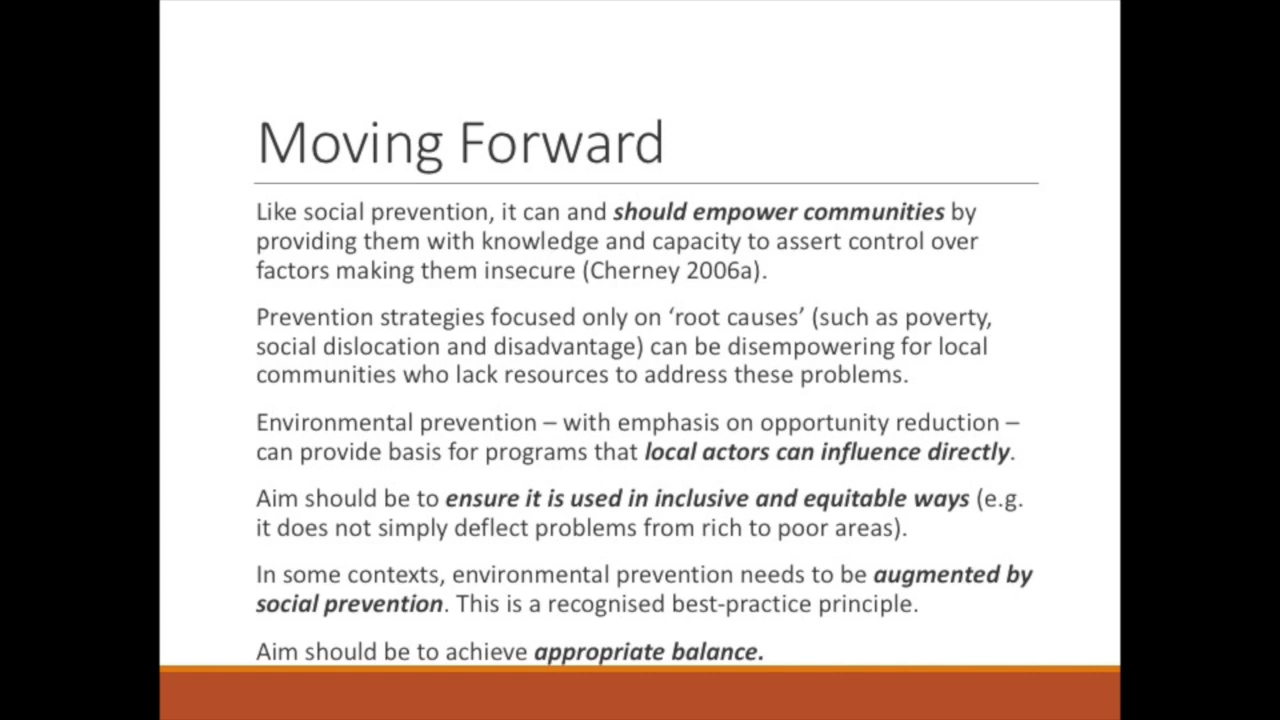 Moving Forward
Like social prevention, it can and should empower communities by
providing them with knowledge and capacity to assert control over
factors making them insecure (Cherney 2006a).
Prevention strategies focused only on ‘root causes’ (such as poverty,
social dislocation and disadvantage) can be disempowering for local
communities who lack resources to address these problems.
Environmental prevention – with emphasis on opportunity reduction –
can provide basis for programs that local actors can influence directly.
Aim should be to ensure it is used in inclusive and equitable ways (e.g.
it does not simply deflect problems from rich to poor areas).
In some contexts, environmental prevention needs to be augmented by
social prevention. This is a recognised best-practice principle.
Aim should be to achieve appropriate balance.